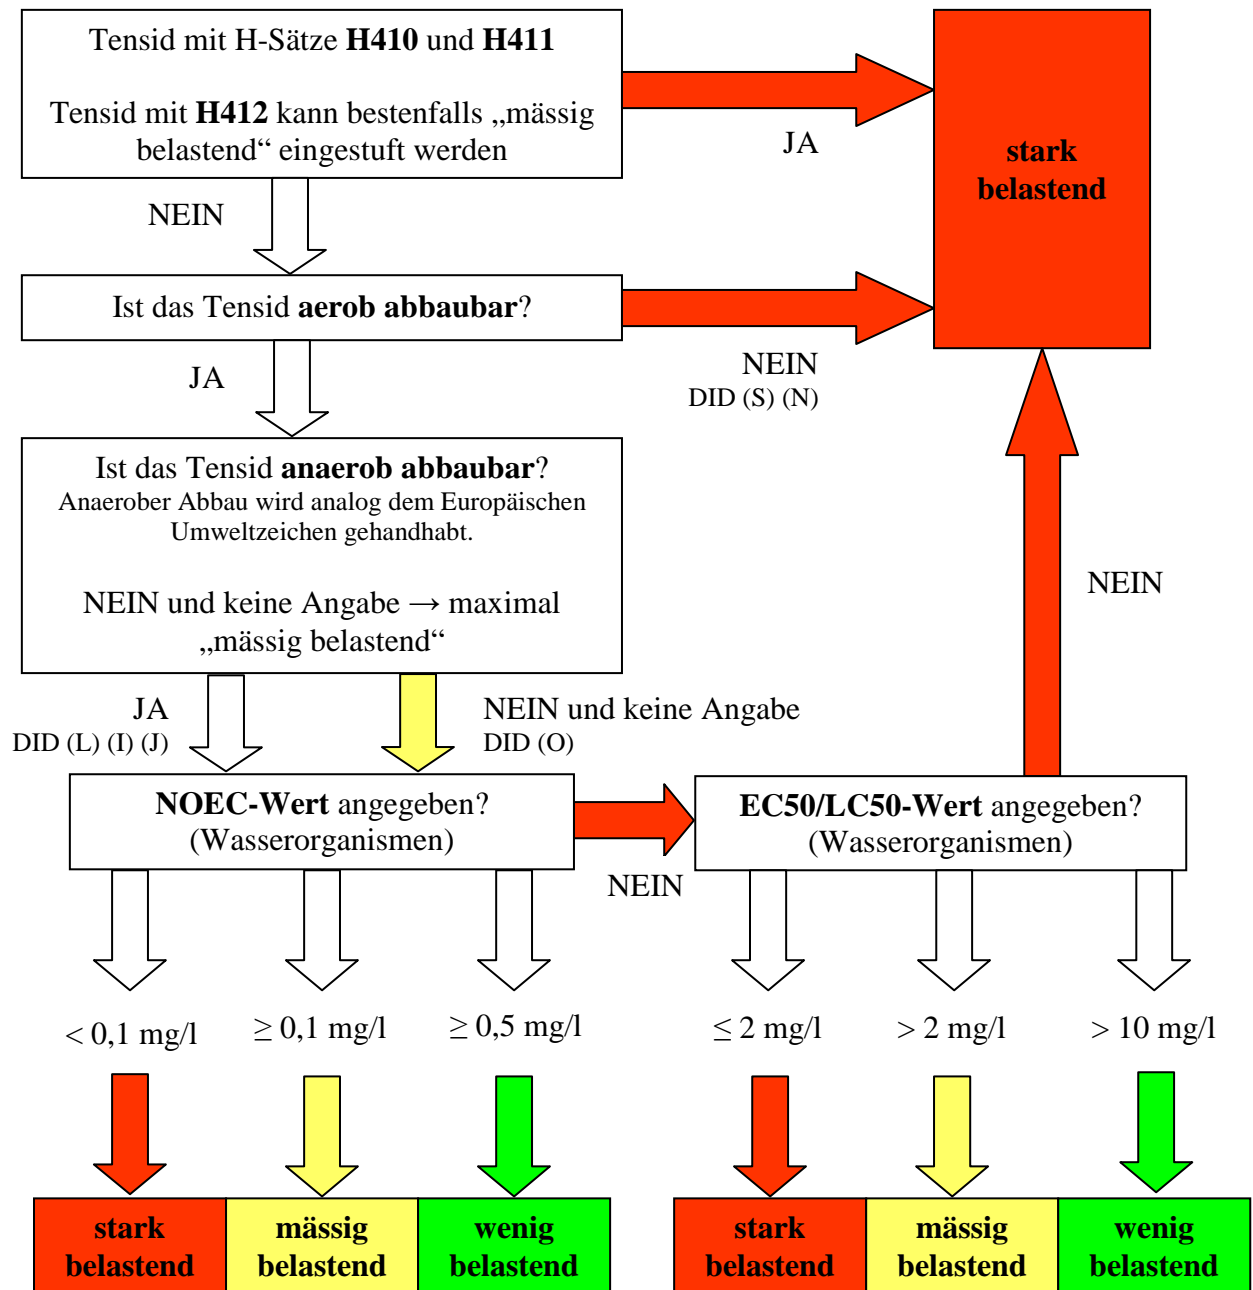 Tensid mit H-Sätze H410 und H411
Tensid mit H412 kann bestenfalls „mässig
belastend“ eingestuft werden
JA
stark
belastend
NEIN
Ist das Tensid aerob abbaubar?
JA
NEIN
DID (S) (N)
Ist das Tensid anaerob abbaubar?
Anaerober Abbau wird analog dem Europäischen
Umweltzeichen gehandhabt.
NEIN und keine Angabe → maximal
„mässig belastend“
NEIN
JA
DID (L) (I) (J)
NEIN und keine Angabe
DID (O)
NOEC-Wert angegeben?
(Wasserorganismen)
NEIN
EC50/LC50-Wert angegeben?
(Wasserorganismen)
< 0,1 mg/l
≥ 0,1 mg/l
≥ 0,5 mg/l
≤ 2 mg/l
> 2 mg/l
> 10 mg/l
stark
belastend
mässig
belastend
wenig
belastend
stark
belastend
mässig
belastend
wenig
belastend